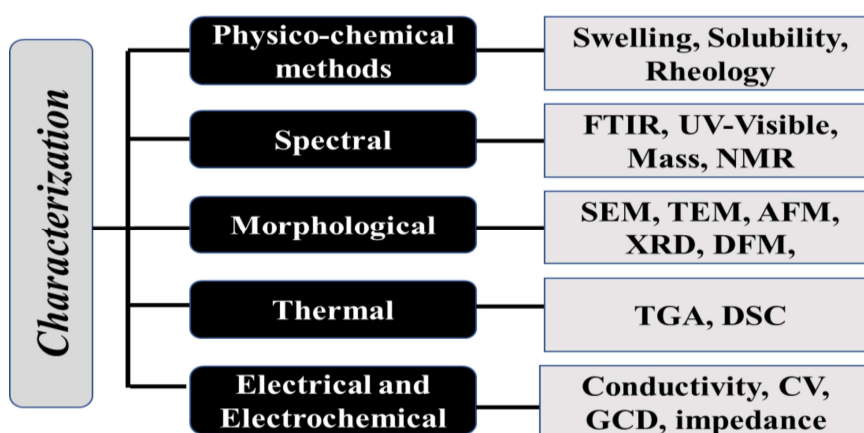 Characterization
Physico-chemical
methods
Swelling, Solubility,
Rheology
Spectral
FTIR, UV-Visible,
Mass, NMR
Morphological
SEM, TEM, AFM,
XRD, DFM,
Thermal
TGA, DSC
Electrical and
Electrochemical
Conductivity, CV,
GCD, impedance